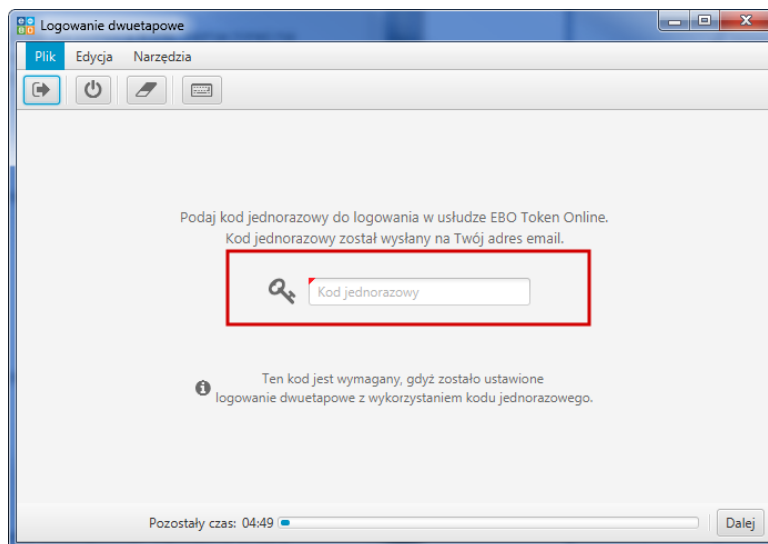 Logowanie dwuetapowe
Plik Edycja Narzędzia
Podaj kod jednorazowy do logowania w usłudze EBO Token Online.
Kod jednorazowy został wysłany na Twój adres email.
Kod jednorazowy
Ten kod jest wymagany, gdyż zostało ustawione
logowanie dwuetapowe z wykorzystaniem kodu jednorazowego.
Pozostały czas: 04:49 Dalej